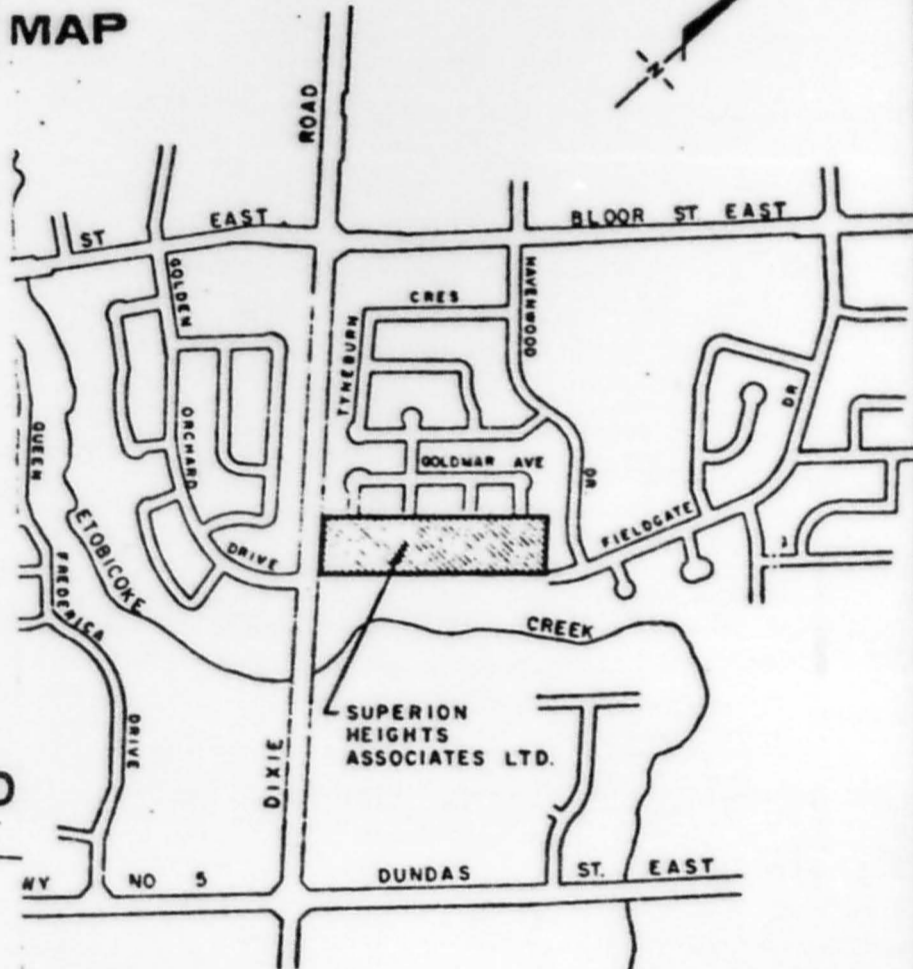 MAP
N
ROAD
ST EAST
BLOOR ST EAST
GOLDEN
CRES
HAVENWOOD
TYNEBURN
ORCHARD
QUEEN
GOLDMAR AVE
DR
DR.
ETOBICOKE
FIELDGATE
DRIVE
FREDERICA
CREEK
SUPERION
HEIGHTS
ASSOCIATES LTD.
DRIVE
DIXIE
HWY NO 5
DUNDAS ST. EAST